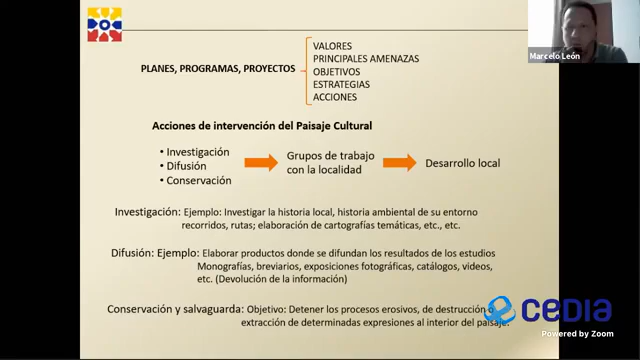 PLANES, PROGRAMAS, PROYECTOS
VALORES
PRINCIPALES AMENAZAS
OBJETIVOS
ESTRATEGIAS
ACCIONES
Marcelo León
Acciones de intervención del Paisaje Cultural
• Investigación
• Difusión
• Conservación
Grupos de trabajo
con la localidad
Desarrollo local
Investigación: Ejemplo: Investigar la historia local, historia ambiental de su entorno
recorridos, rutas; elaboración de cartografías temáticas, etc., etc.
Difusión: Ejemplo: Elaborar productos donde se difundan los resultados de los estudios
Monografías, breviarios, exposiciones fotográficas, catálogos, videos,
etc. (Devolución de la información)
Conservación y salvaguarda: Objetivo: Detener los procesos erosivos, de destrucción o
extracción de determinadas expresiones al interior del paisaje.
cedia
Powered by Zoom